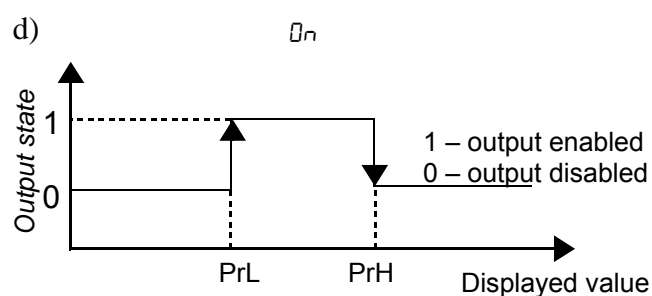 d)
On
Output state
1
0
1 – output enabled
0 – output disabled
PrL
PrH
Displayed value